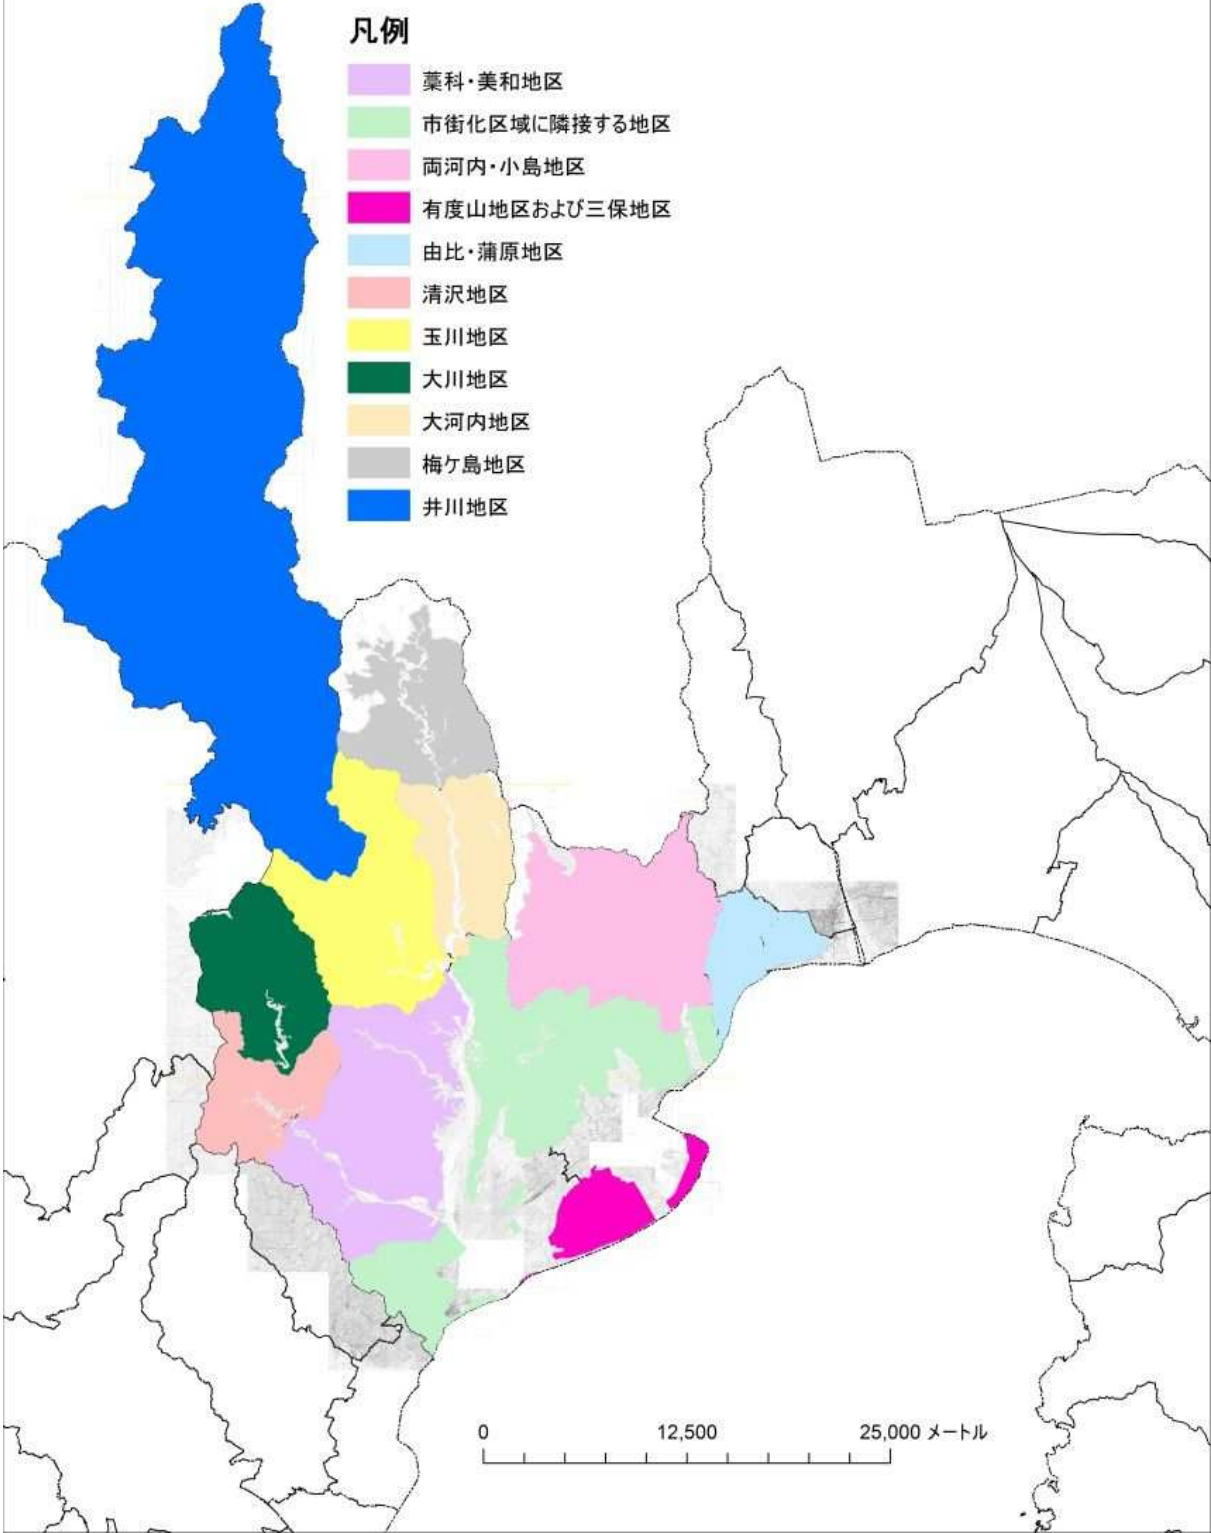 凡例
藁科・美和地区
市街化区域に隣接する地区
両河内・小島地区
有度山地区および三保地区
由比・蒲原地区
清沢地区
玉川地区
大川地区
大河内地区
梅ケ島地区
井川地区
0 12,500 25,000 メートル